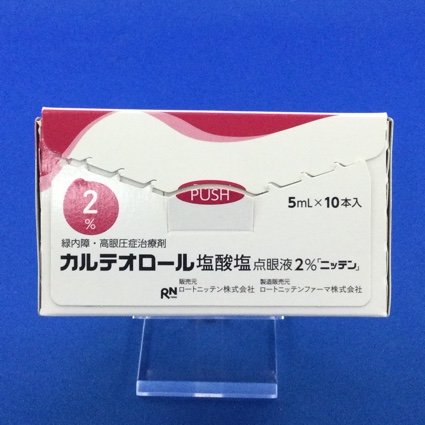 PUSH
2
%
5mL×10本入
緑内障・高眼圧症治療剤
カルテオロール塩酸塩点眼液2%「ニッテン」
RN
販売元
ロートニッテン株式会社
製造販売元
ロートニッテンファーマ株式会社